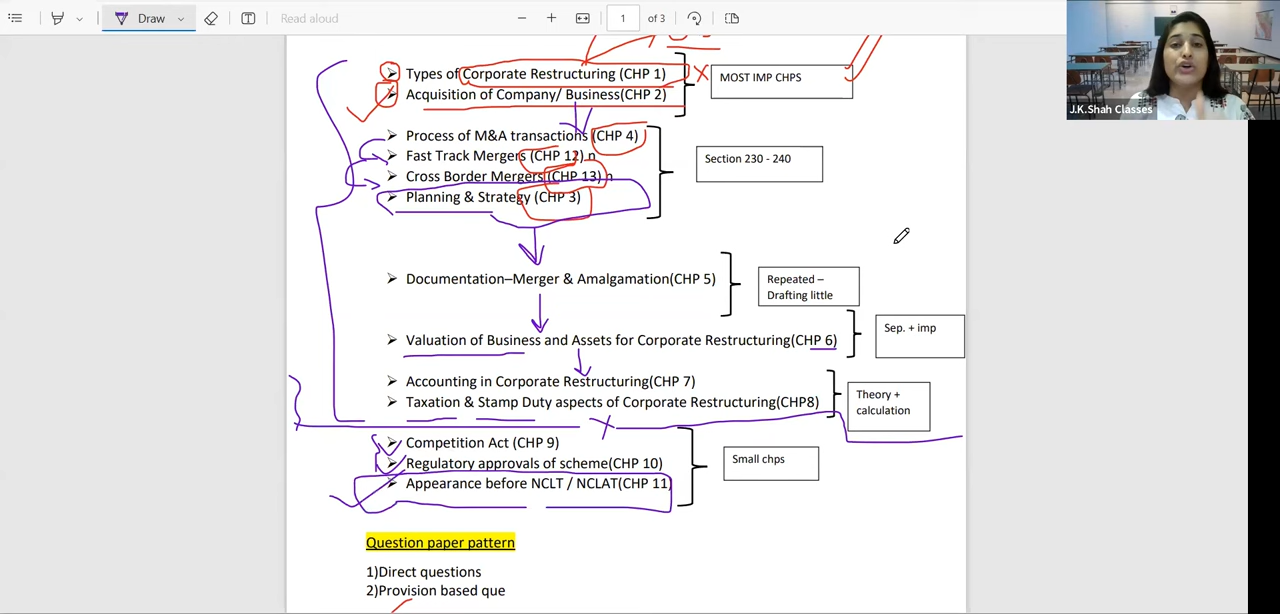 Draw
Read aloud
1
of 3
J.K.Shah Classes
Types of Corporate Restructuring (CHP 1)
Acquisition of Company/ Business(CHP 2)
MOST IMP CHPS
Process of M&A transactions (CHP 4)
Fast Track Mergers (CHP 12).n
Cross Border Mergers (CHP 13) n
Planning & Strategy (CHP 3)
Section 230 - 240
Documentation–Merger & Amalgamation(CHP 5)
Repeated –
Drafting little
Valuation of Business and Assets for Corporate Restructuring(CHP 6)
Sep. + imp
Accounting in Corporate Restructuring(CHP 7)
Taxation & Stamp Duty aspects of Corporate Restructuring(CHP8)
Theory +
calculation
Competition Act (CHP 9)
Regulatory approvals of scheme(CHP 10)
Appearance before NCLT / NCLAT(CHP 11)
Small chps
Question paper pattern
1)Direct questions
2)Provision based que